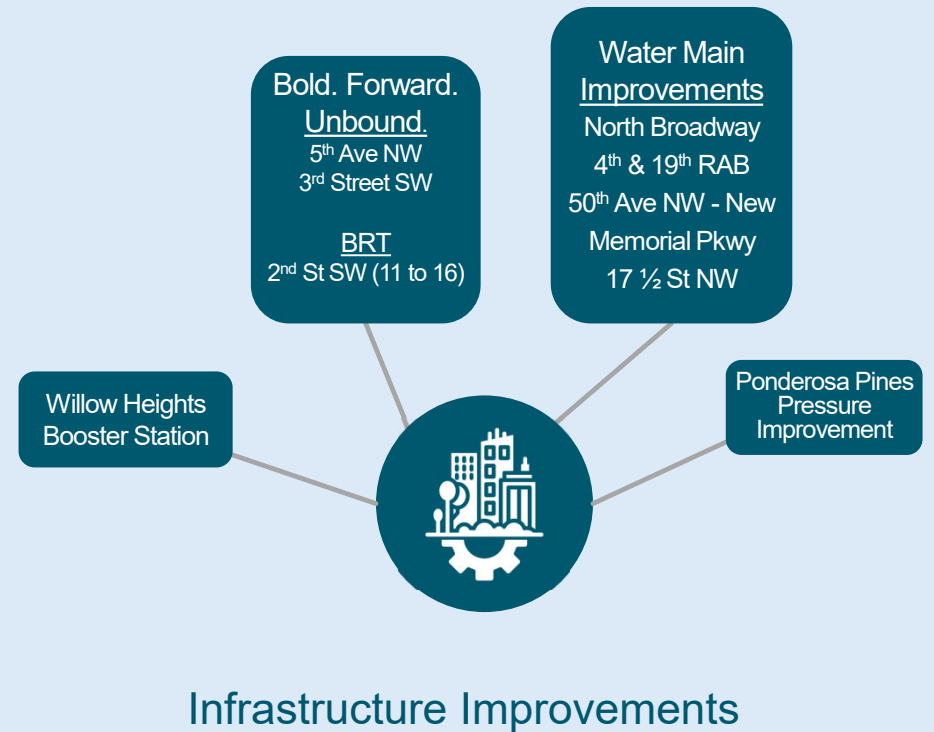 Bold. Forward.
Unbound.
5th Ave NW
3rd Street SW
BRT
2nd St SW (11 to 16)
Water Main
Improvements
North Broadway
4th & 19th RAB
50th Ave NW - New
Memorial Pkwy
17 ½ St NW
Willow Heights
Booster Station
Ponderosa Pines
Pressure
Improvement
Infrastructure Improvements